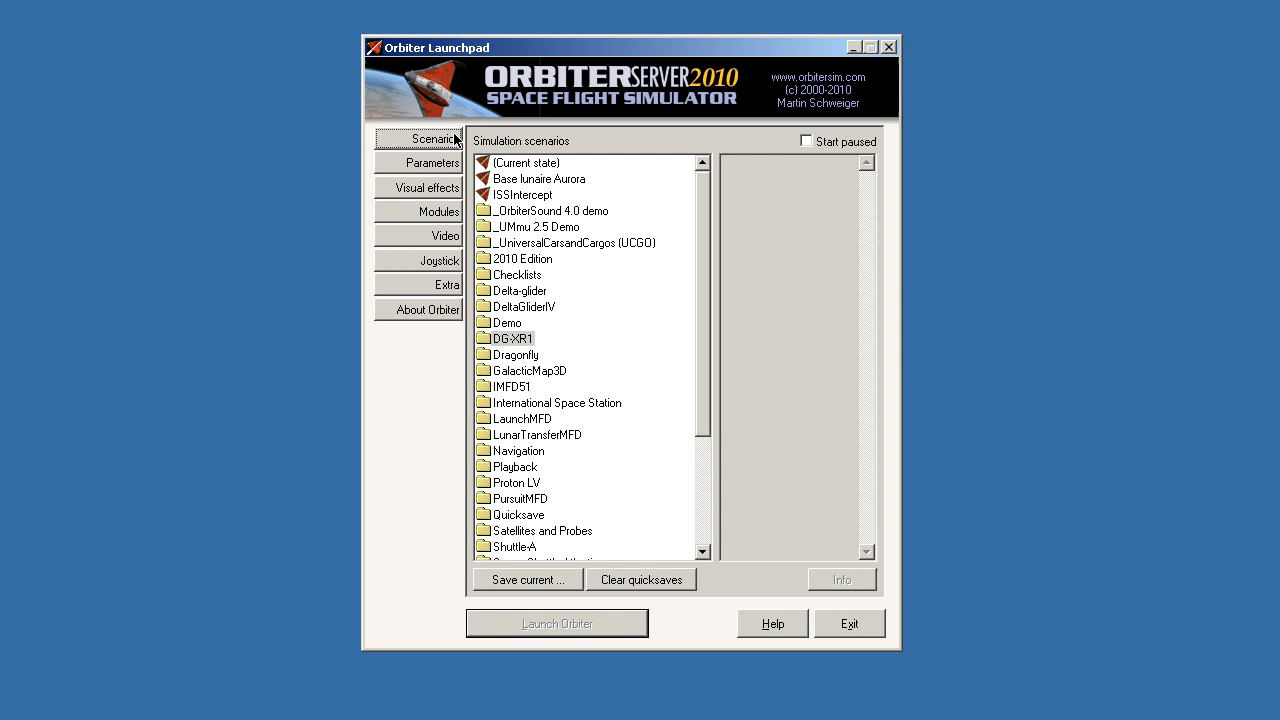 Orbiter Launchpad
ORBITERSERVER2010
SPACE FLIGHT SIMULATOR
www.orbitersim.com
(c) 2000-2010
Martin Schweiger
Parameters
Visual effects
Modules
Video
Joystick
Extra
About Orbiter
Simulation scenarios
Start paused
(Current state)
Base lunaire Aurora
ISSIntercept
_OrbiterSound 4.0 demo
_UMmu 2.5 Demo
_UniversalCarsandCargos (UCGO)
2010 Edition
Checklists
Delta-glider
DeltaGliderIV
Demo
DG-XR1
Dragonfly
GalacticMap3D
IMFD51
International Space Station
LaunchMFD
LunarTransferMFD
Navigation
Playback
Proton LV
PursuitMFD
Quicksave
Satellites and Probes
Shuttle-A
Save current ...
Clear quicksaves
Info
Launch Orbiter
Help
Exit